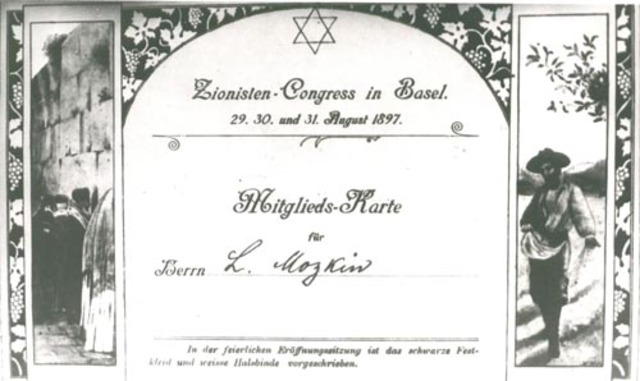 Zionisten-Congress in Basel.
29. 30. und 31. August 1897.
Mitglieds-Karte
für
Herrn L. Mozkin
In der feierlichen Eröffnungssitzung ist das schwarze Fest-
kleid und weisse Halsbinde vorgeschrieben.